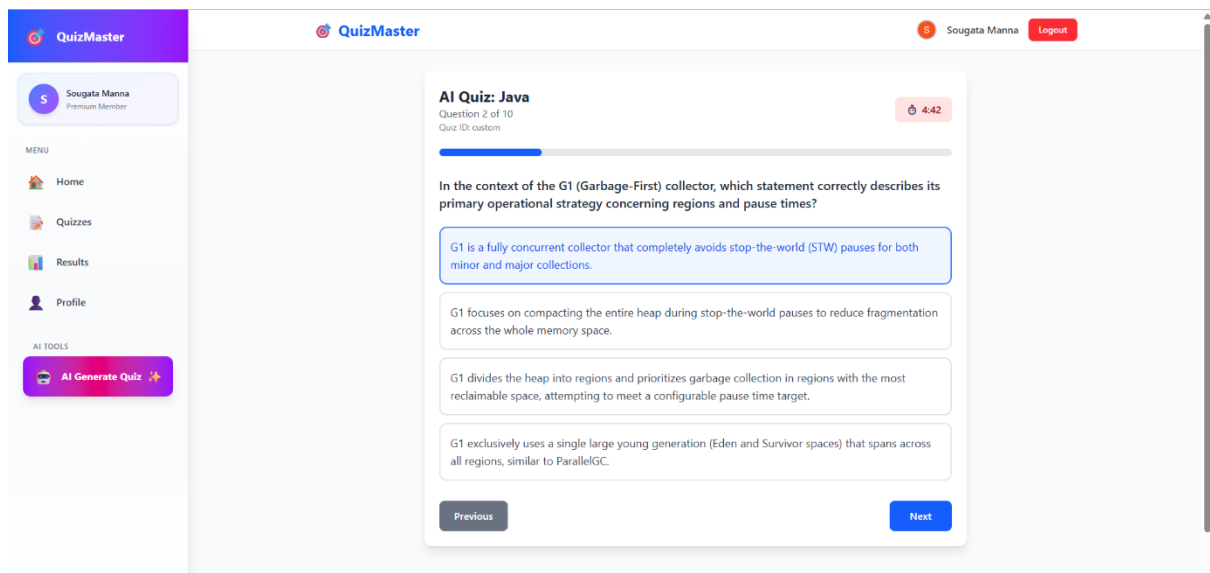 QuizMaster
S
Sougata Manna
Premium Member
MENU
Home
Quizzes
Results
Profile
AI TOOLS
AI Generate Quiz
QuizMaster
S
Sougata Manna
Logout
AI Quiz: Java
Question 2 of 10
Quiz ID: custom
4:42
In the context of the G1 (Garbage-First) collector, which statement correctly describes its
primary operational strategy concerning regions and pause times?
G1 is a fully concurrent collector that completely avoids stop-the-world (STW) pauses for both
minor and major collections.
G1 focuses on compacting the entire heap during stop-the-world pauses to reduce fragmentation
across the whole memory space.
G1 divides the heap into regions and prioritizes garbage collection in regions with the most
reclaimable space, attempting to meet a configurable pause time target.
G1 exclusively uses a single large young generation (Eden and Survivor spaces) that spans across
all regions, similar to ParallelGC.
Previous
Next